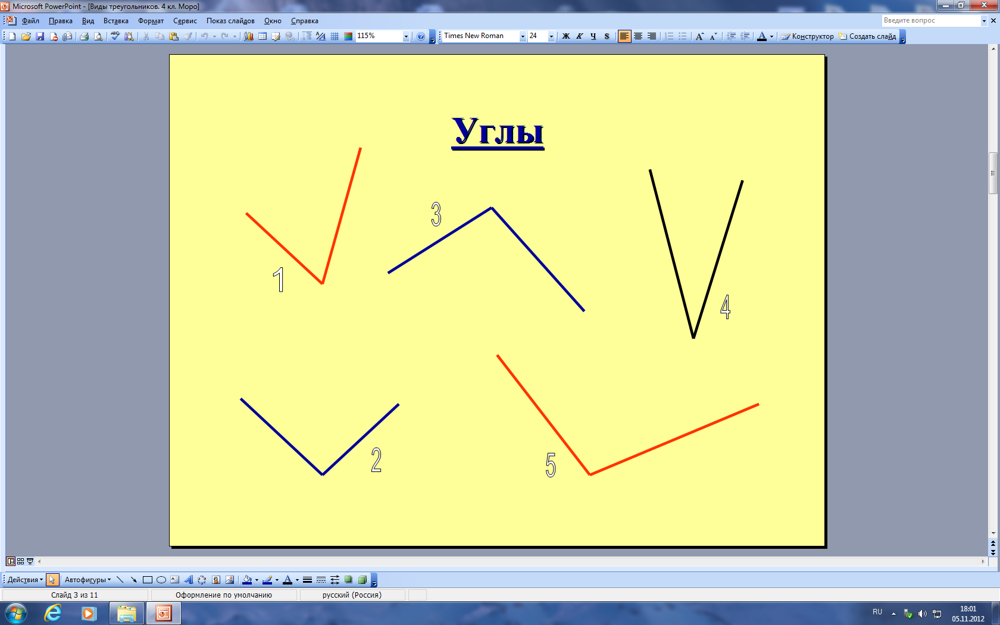 Microsoft PowerPoint - [Виды треугольников. 4 кл. Моро]
Файл Правка Вид Вставка Формат Сервис Показ слайдов Окно Справка
Введите вопрос
115%
Times New Roman
24
Ж К Ч S
Конструктор
Создать слайд
Углы
3
1
4
2
5
Действия
Автофигуры
Слайд 3 из 11
Оформление по умолчанию
русский (Россия)
RU
18:01
05.11.2012